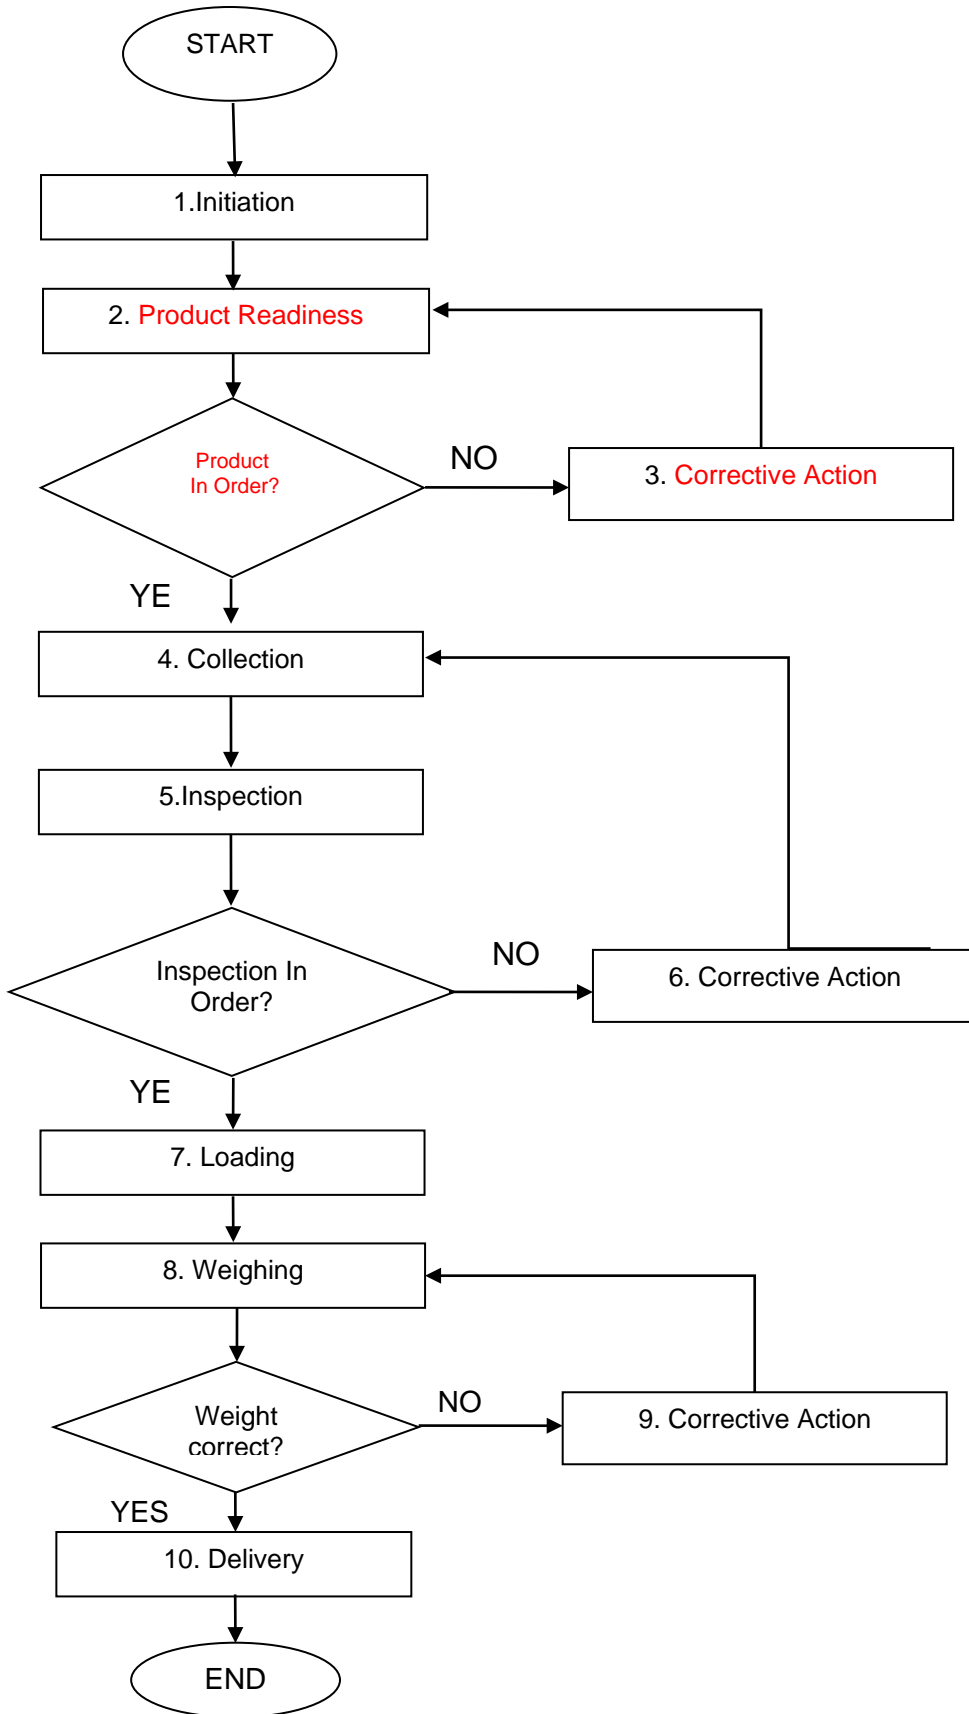 START
1.Initiation
2. Product Readiness
Product
In Order?
NO
3. Corrective Action
YE
4. Collection
5.Inspection
Inspection In
Order?
NO
6. Corrective Action
YE
7. Loading
8. Weighing
Weight
correct?
NO
9. Corrective Action
YES
10. Delivery
END